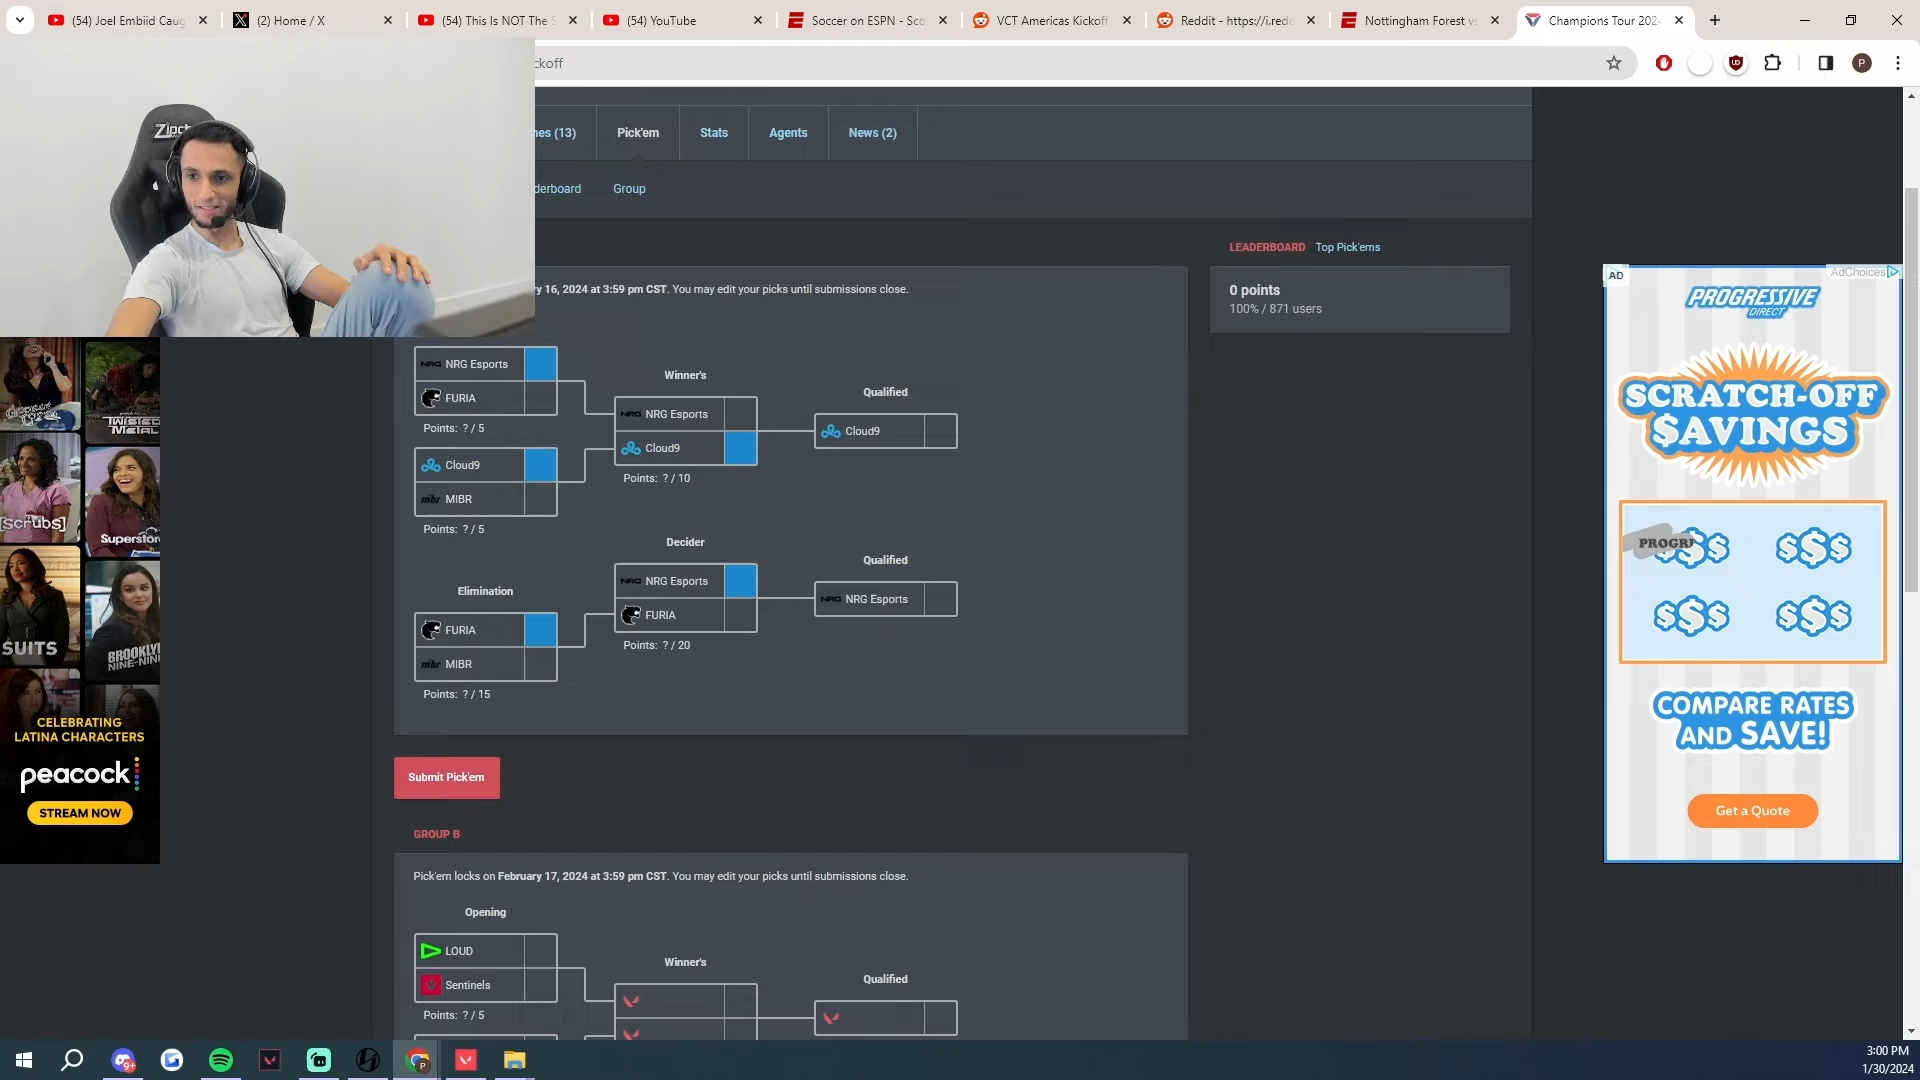 (54) Joel Embiid Caug
(2) Home / X
(54) This Is NOT The S
(54) YouTube
Soccer on ESPN - Sco
VCT Americas Kickoff
Reddit - https://i.redd
Nottingham Forest vs
Champions Tour 2024
ckoff
P
nes (13)
Pick'em
Stats
Agents
News (2)
derboard
Group
y 16, 2024 at 3:59 pm CST. You may edit your picks until submissions close.
LEADERBOARD Top Pick'ems
0 points
100% / 871 users
NRG Esports
FURIA
Points: ? / 5
Cloud9
MIBR
Points: ? / 5
Winner's
NRG Esports
Cloud9
Points: ? / 10
Qualified
Cloud9
Elimination
FURIA
MIBR
Points: ? / 15
Decider
NRG Esports
FURIA
Points: ? / 20
Qualified
NRG Esports
Submit Pick'em
GROUP B
Pick'em locks on February 17, 2024 at 3:59 pm CST. You may edit your picks until submissions close.
Opening
LOUD
Sentinels
Points: ? / 5
Winner's
Qualified
TWISTED METAL
[Scrubs]
Superstore
SUITS
BROOKLYN NINE-NINE
CELEBRATING
LATINA CHARACTERS
peacock
STREAM NOW
AD
AdChoices
PROGRESSIVE
DIRECT
SCRATCH-OFF
$AVINGS
PROGRE
$$$ $$$
$$$ $$$
COMPARE RATES
AND SAVE!
Get a Quote
3:00 PM
1/30/2024